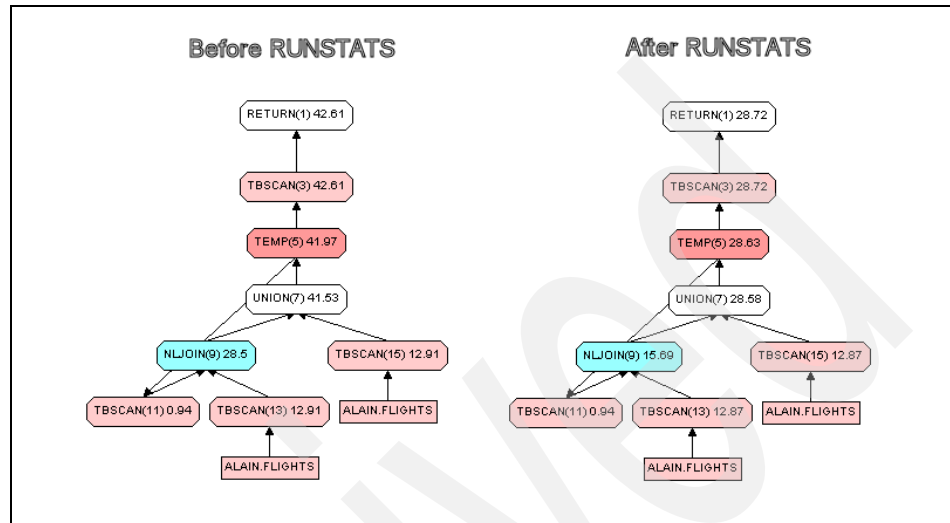 Before RUNSTATS
RETURN(1) 42.61
TBSCAN(3) 42.61
TEMP(5) 41.97
UNION(7) 41.53
NLJOIN(9) 28.5
TBSCAN(15) 12.91
TBSCAN(11) 0.94
TBSCAN(13) 12.91
ALAIN.FLIGHTS
ALAIN.FLIGHTS
After RUNSTATS
RETURN(1) 28.72
TBSCAN(3) 28.72
TEMP(5) 28.63
UNION(7) 28.58
NLJOIN(9) 15.69
TBSCAN(15) 12.87
TBSCAN(11) 0.94
TBSCAN(13) 12.87
ALAIN.FLIGHTS
ALAIN.FLIGHTS